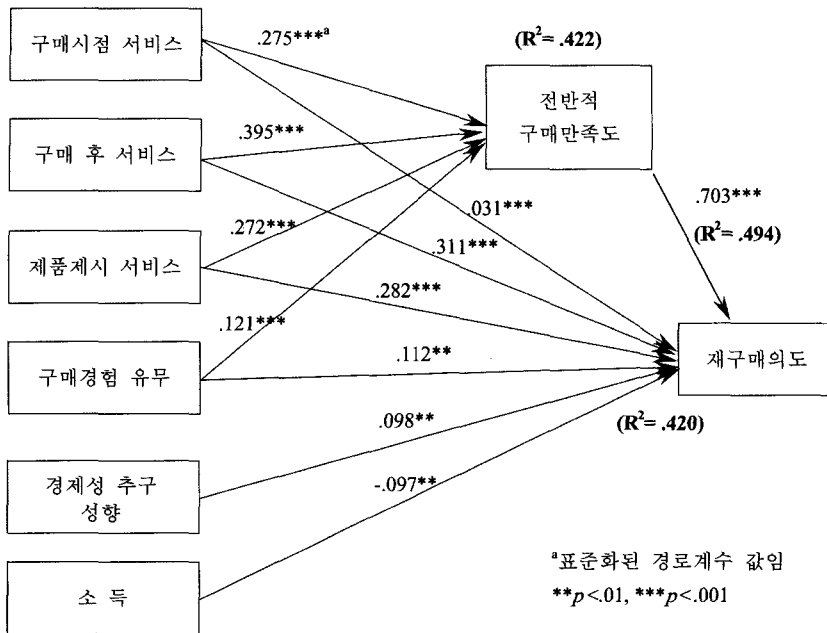 구매시점 서비스
.275***ᵃ
(R²= .422)
전반적
구매만족도
구매 후 서비스
.395***
.703***
(R²= .494)
.031***
제품제시 서비스
.272***
.311***
.282***
.121***
구매경험 유무
.112**
재구매의도
.098**
(R²= .420)
경제성 추구
성향
-.097**
소 득
ᵃ표준화된 경로계수 값임
**p<.01, ***p<.001